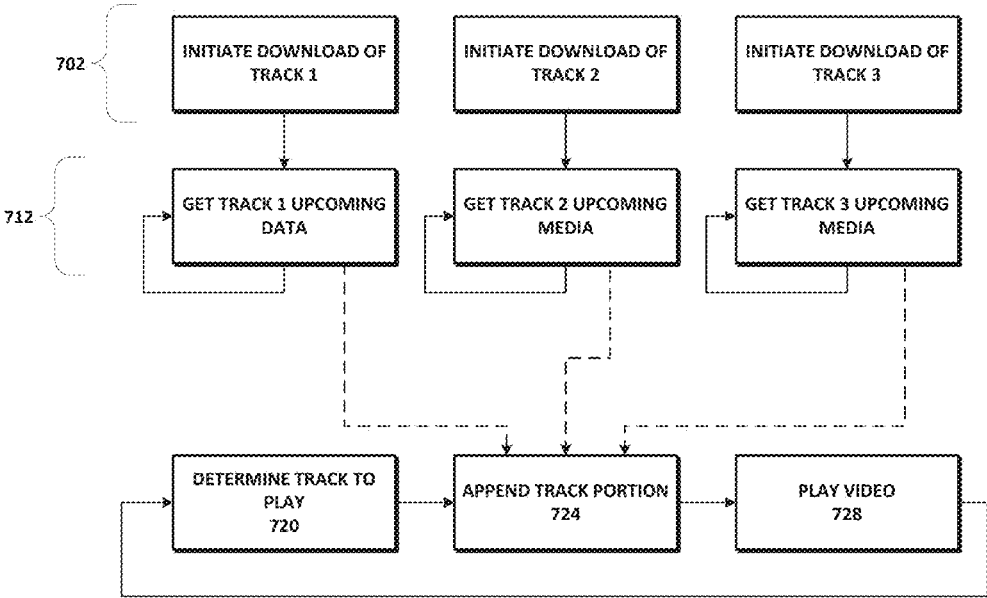 702
INITIATE DOWNLOAD OF
TRACK 1
INITIATE DOWNLOAD OF
TRACK 2
INITIATE DOWNLOAD OF
TRACK 3
712
GET TRACK 1 UPCOMING
DATA
GET TRACK 2 UPCOMING
MEDIA
GET TRACK 3 UPCOMING
MEDIA
DETERMINE TRACK TO
PLAY
720
APPEND TRACK PORTION
724
PLAY VIDEO
728